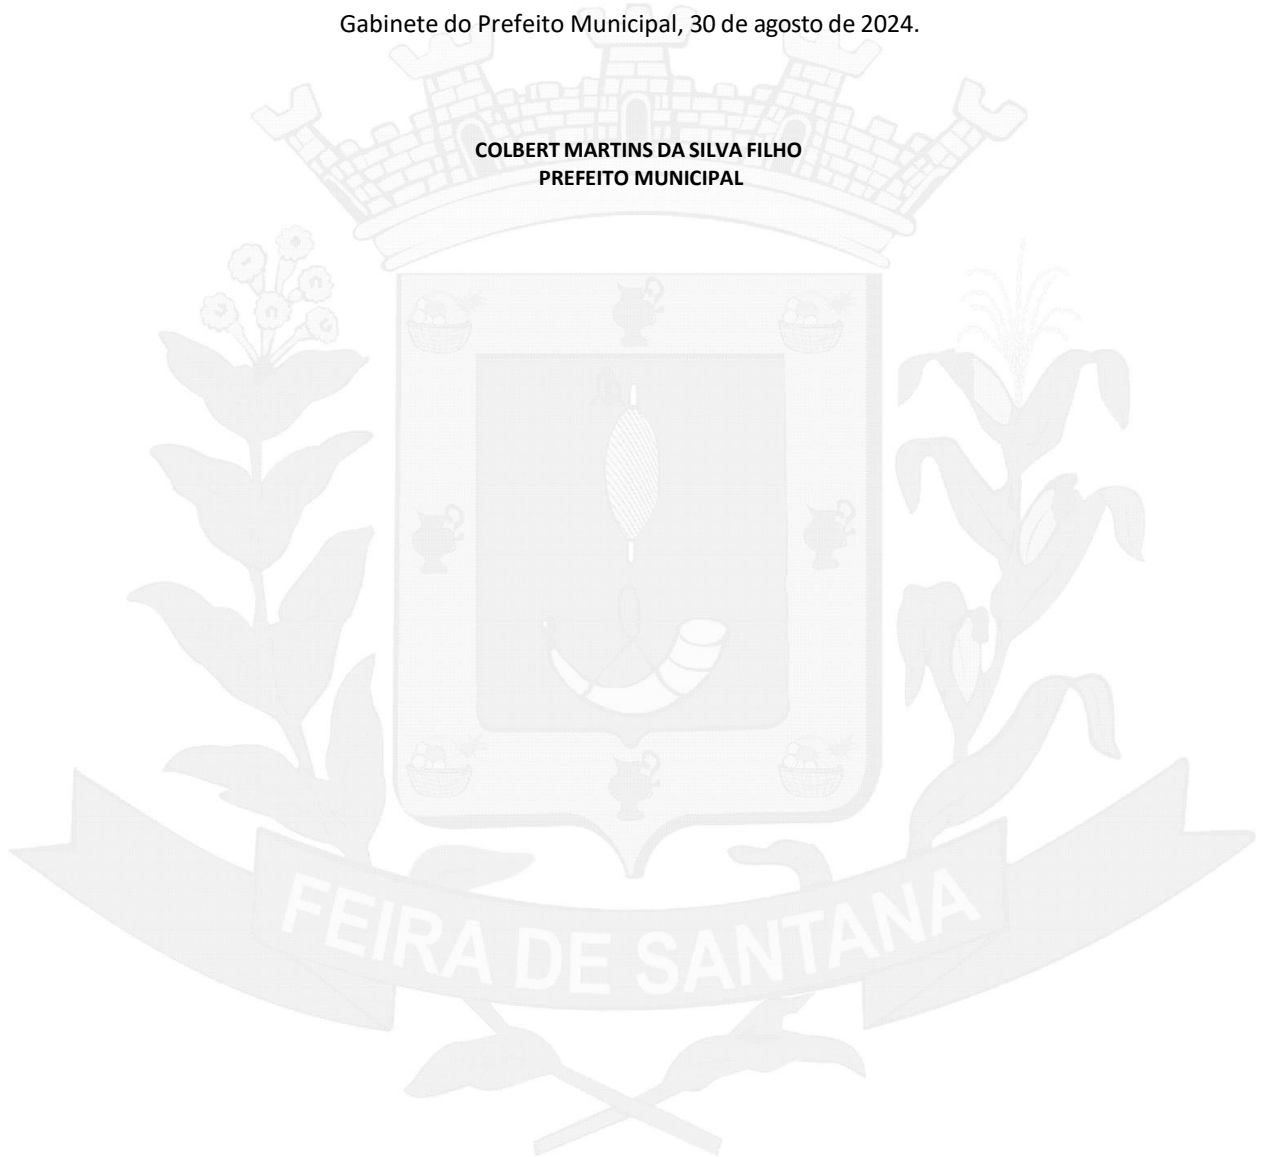 Gabinete do Prefeito Municipal, 30 de agosto de 2024.
COLBERT MARTINS DA SILVA FILHO
PREFEITO MUNICIPAL
FEIRA DE SANTANA